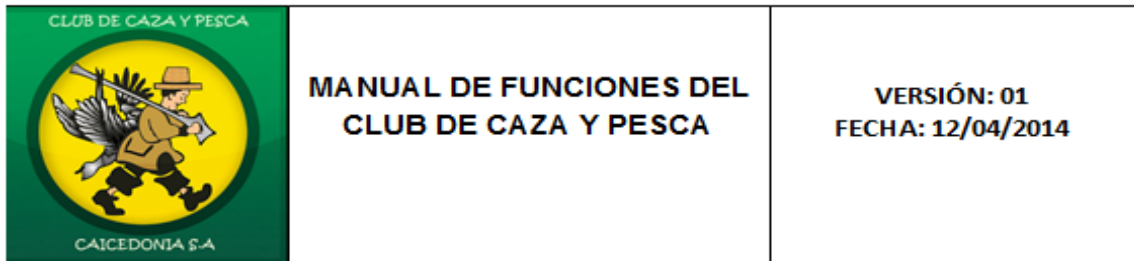 CLUB DE CAZA Y PESCA
CAICEDONIA S.A
MANUAL DE FUNCIONES DEL
CLUB DE CAZA Y PESCA
VERSIÓN: 01
FECHA: 12/04/2014